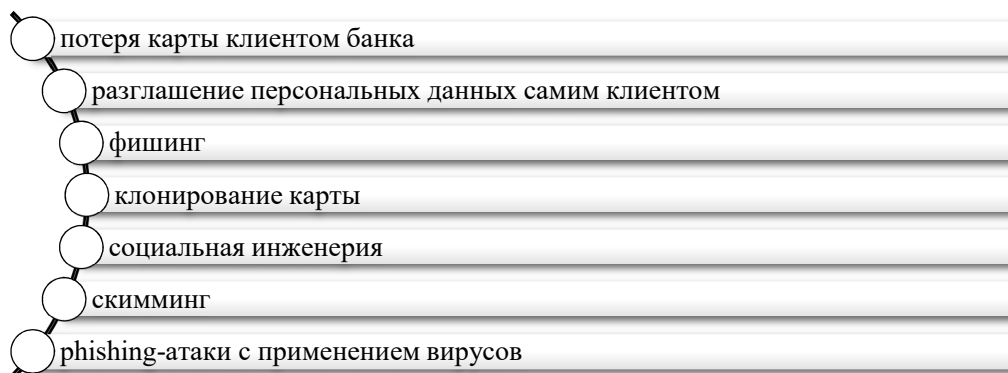 потеря карты клиентом банка
разглашение персональных данных самим клиентом
фишинг
клонирование карты
социальная инженерия
скимминг
phishing-атаки с применением вирусов